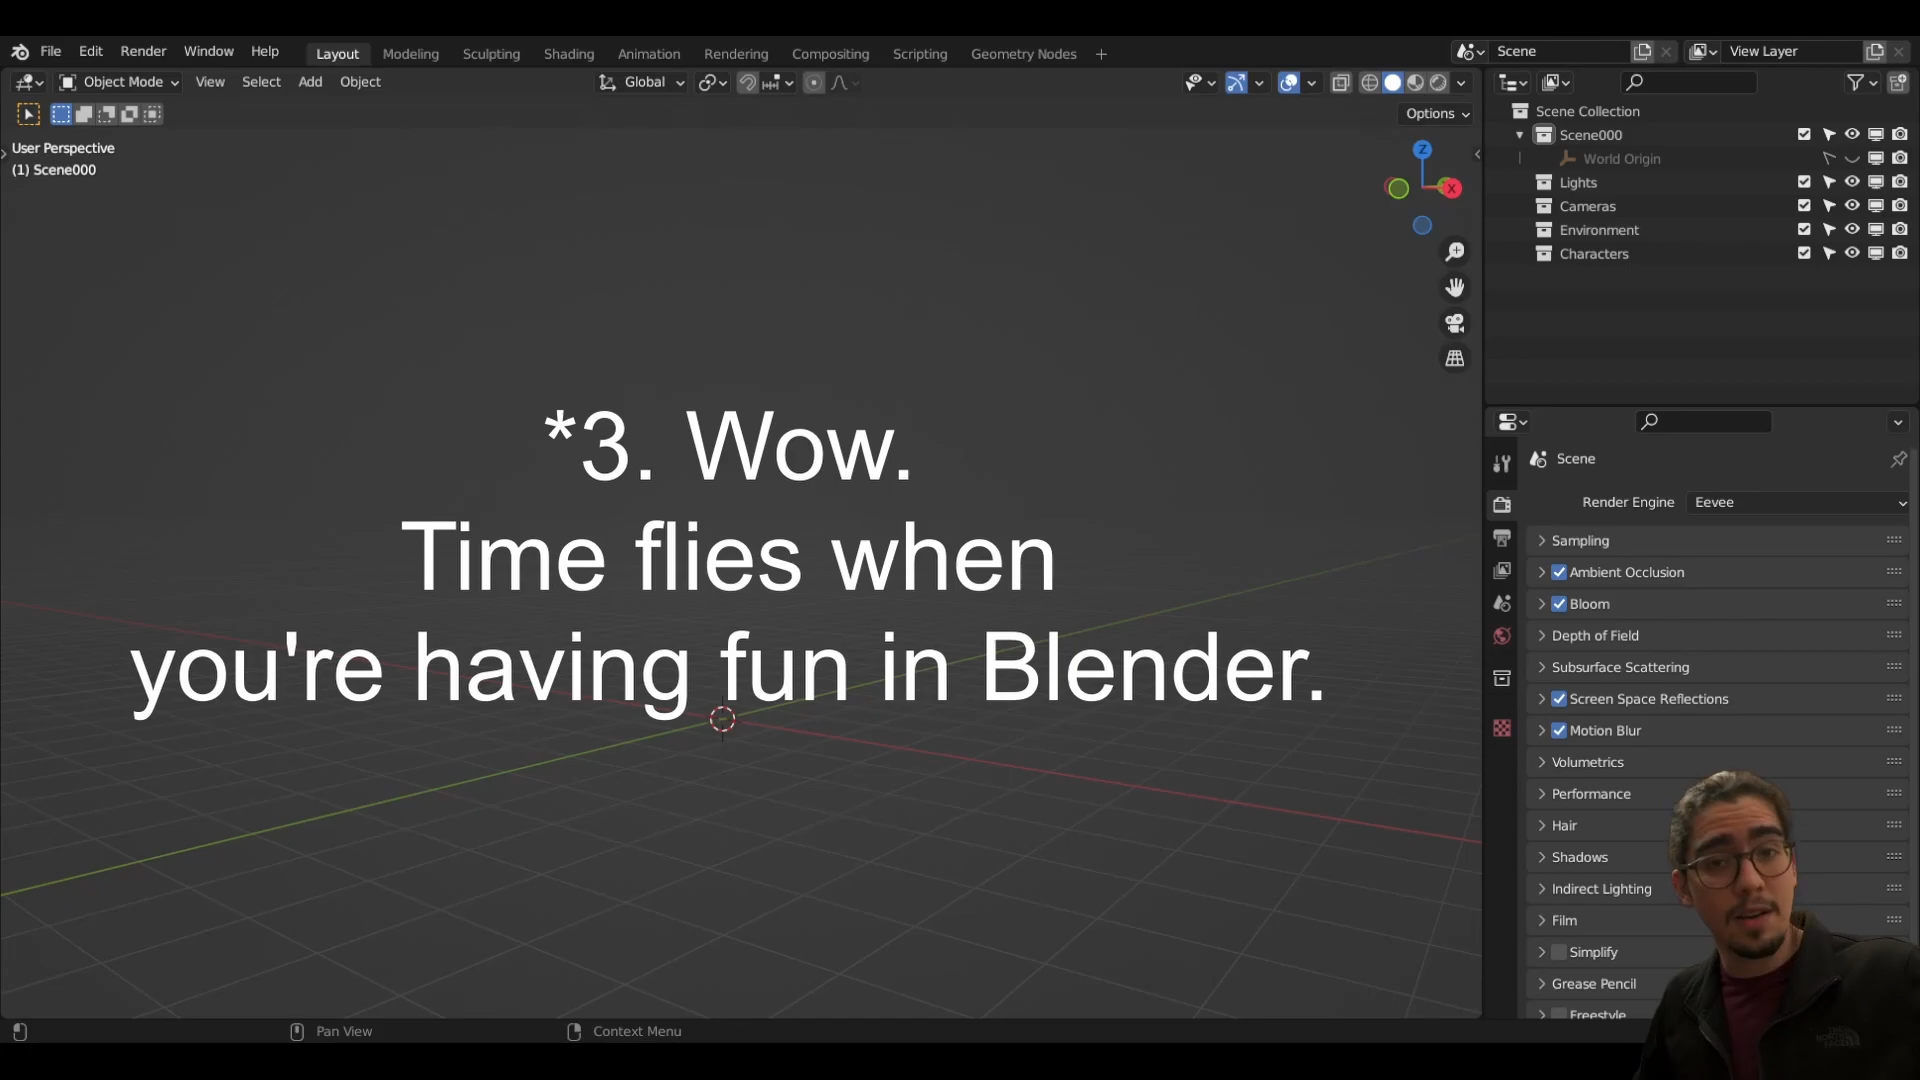 File Edit Render Window Help Layout Modeling Sculpting Shading Animation Rendering Compositing Scripting Geometry Nodes + Scene View Layer
Object Mode View Select Add Object Global
Options
User Perspective
(1) Scene000
Z
X
*3. Wow.
Time flies when
you're having fun in Blender.
Scene Collection
Scene000
World Origin
Lights
Cameras
Environment
Characters
Scene
Render Engine Eevee
Sampling
Ambient Occlusion
Bloom
Depth of Field
Subsurface Scattering
Screen Space Reflections
Motion Blur
Volumetrics
Performance
Hair
Shadows
Indirect Lighting
Film
Simplify
Grease Pencil
Freestyle
THE
NORTH
FACE
Pan View Context Menu